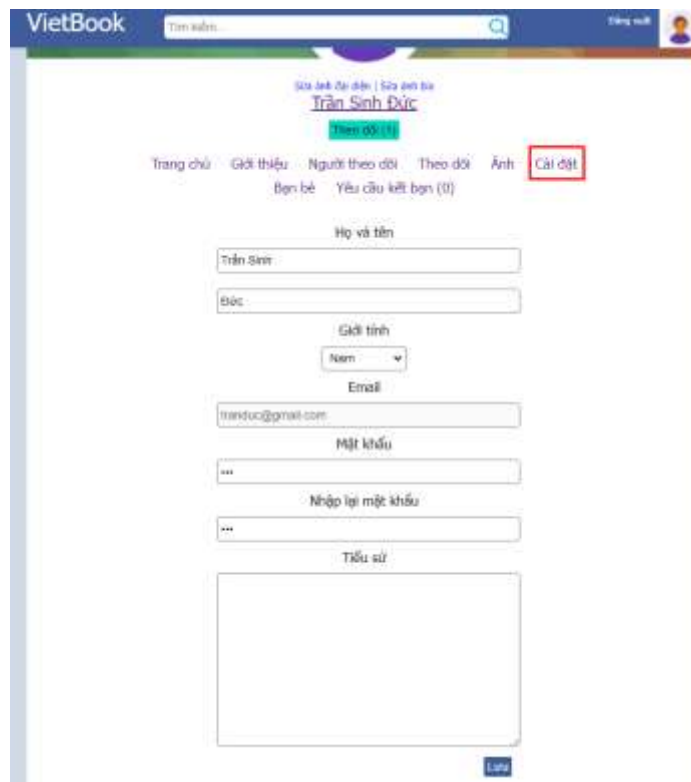 VietBook
Tìm kiếm...
Đăng xuất
Sửa ảnh đại diện | Sửa ảnh bìa
Trần Sinh Đức
Theo dõi (1)
Trang chủ Giới thiệu Người theo dõi Theo dõi Ảnh Cài đặt
Bạn bè Yêu cầu kết bạn (0)
Họ và tên
Trần Sinh
Đức
Giới tính
Nam
Email
tranduc@gmail.com
Mật khẩu
•••
Nhập lại mật khẩu
•••
Tiểu sử
Lưu